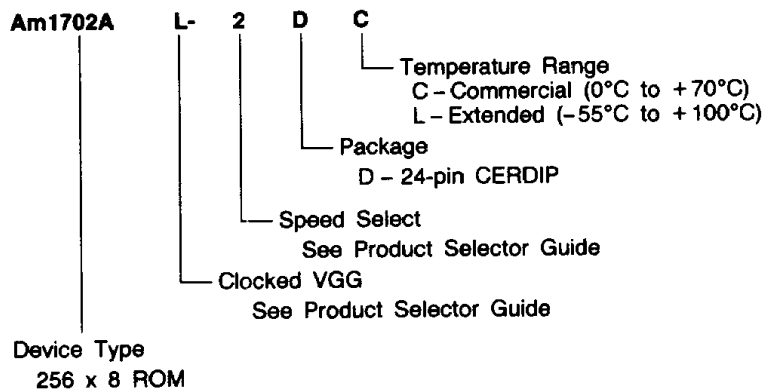 Am1702A L- 2 D C
Temperature Range
C – Commercial (0°C to +70°C)
L – Extended (–55°C to +100°C)
Package
D – 24-pin CERDIP
Speed Select
See Product Selector Guide
Clocked VGG
See Product Selector Guide
Device Type
256 x 8 ROM